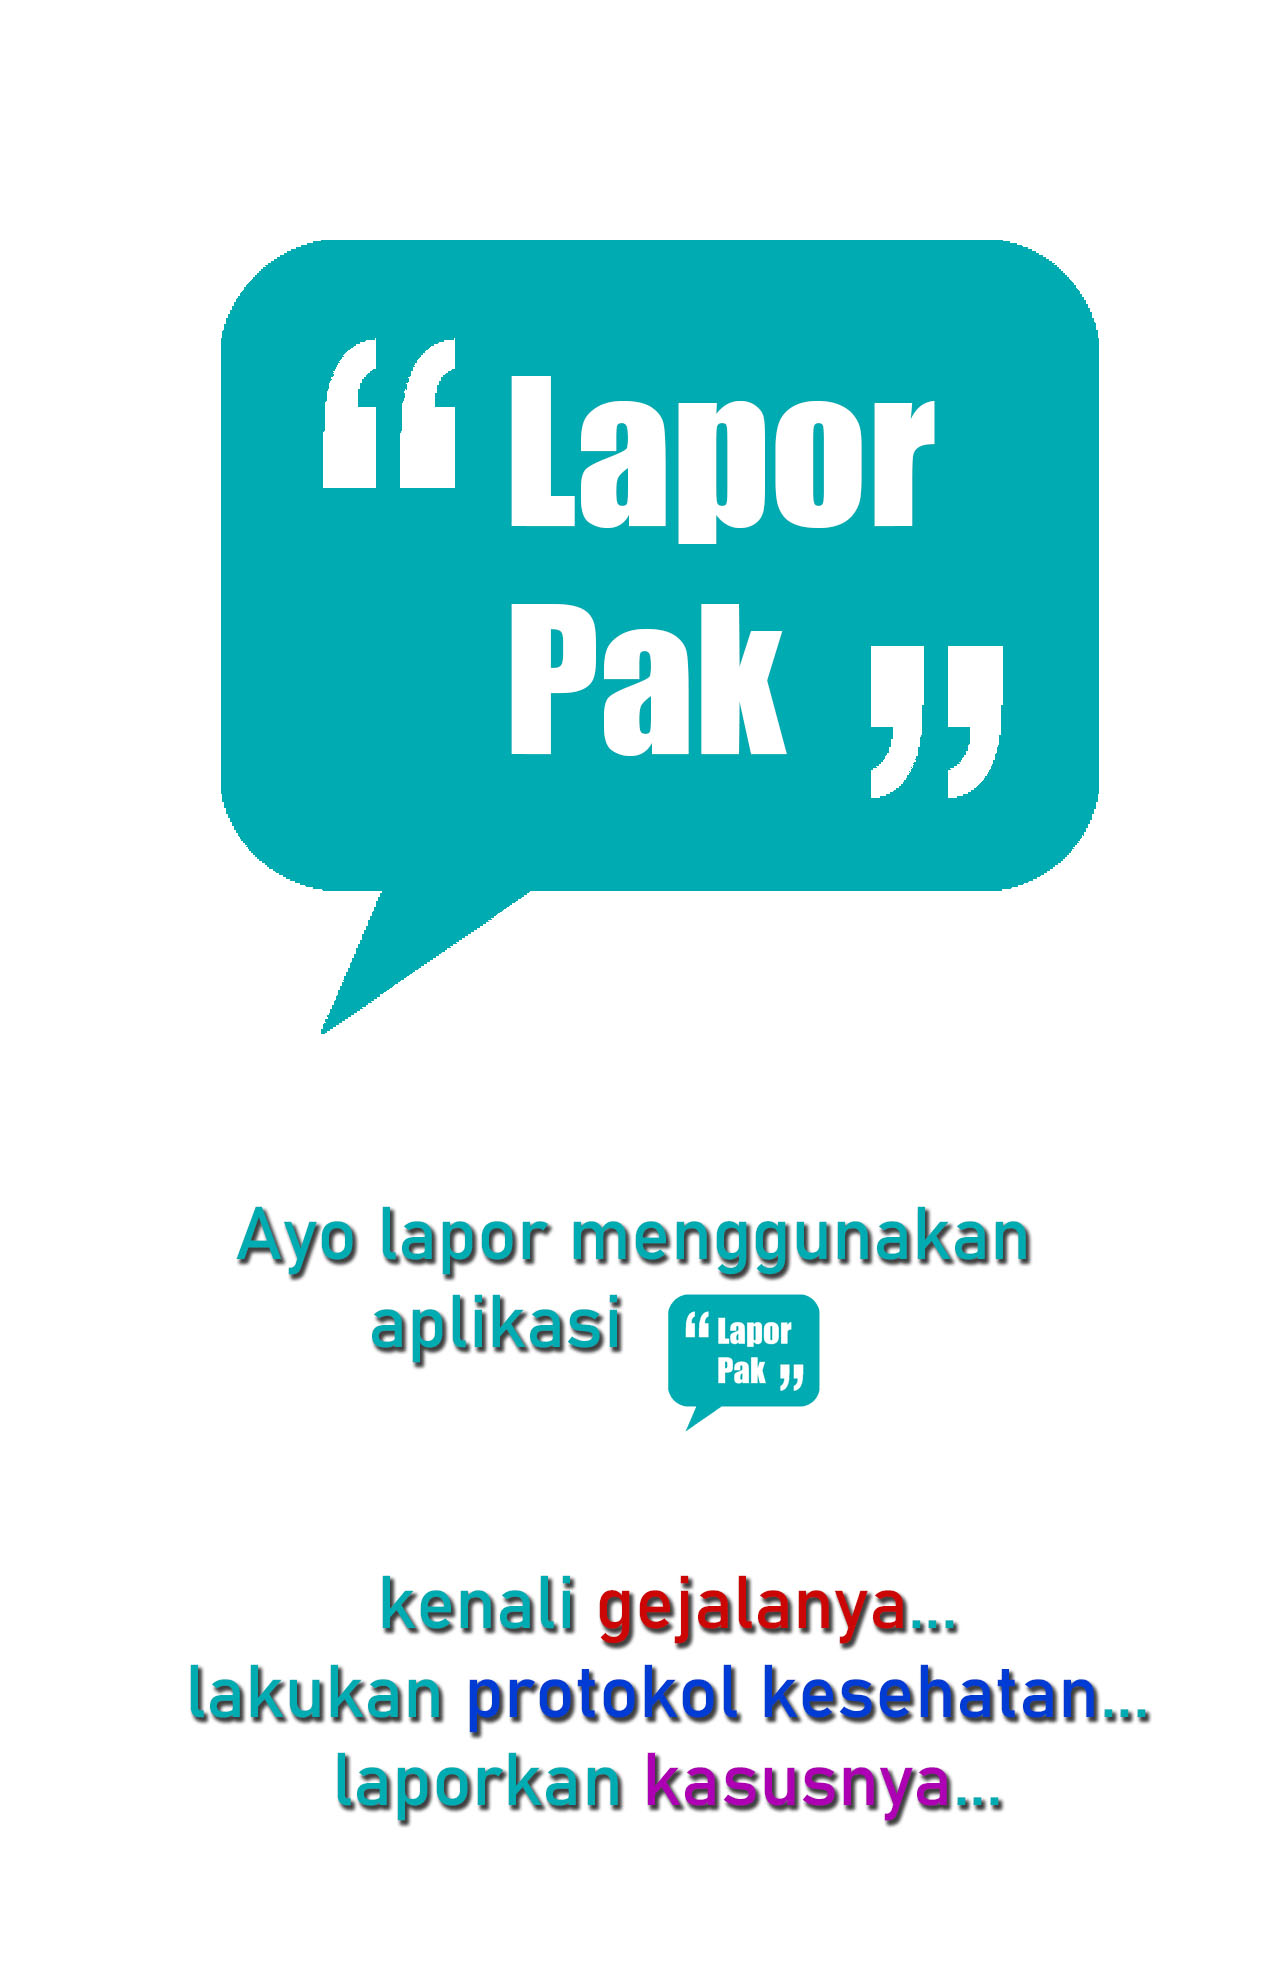 “ Lapor
Pak ”
Ayo lapor menggunakan
aplikasi “ Lapor
Pak ”
kenali gejalanya...
lakukan protokol kesehatan...
laporkan kasusnya...